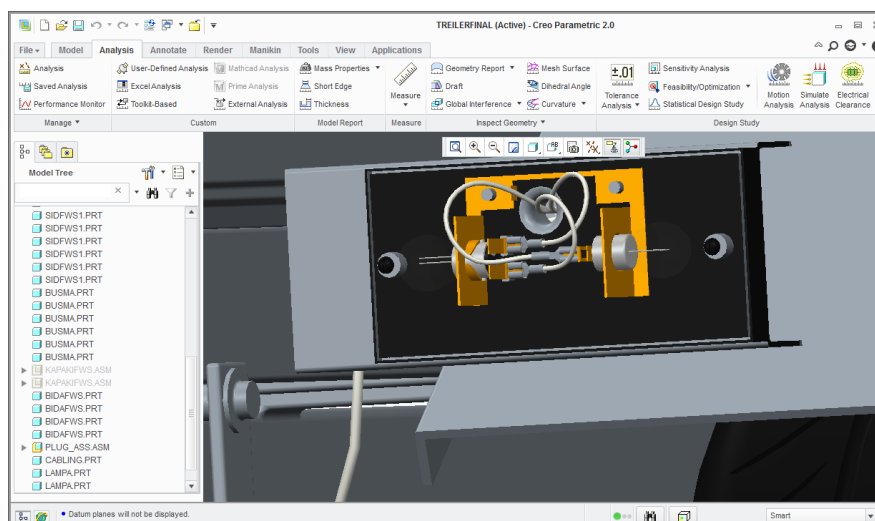 TREILERFINAL (Active) - Creo Parametric 2.0
File Model Analysis Annotate Render Manikin Tools View Applications
Analysis User-Defined Analysis Mathcad Analysis Mass Properties Geometry Report Mesh Surface Sensitivity Analysis
Saved Analysis Excel Analysis Prime Analysis Short Edge Measure Draft Dihedral Angle Tolerance Analysis Feasibility/Optimization Motion Analysis Simulate Analysis Electrical Clearance
Performance Monitor Toolkit-Based External Analysis Thickness Global Interference Curvature Statistical Design Study
Manage Custom Model Report Measure Inspect Geometry Design Study
Model Tree
SIDFWS1.PRT
SIDFWS1.PRT
SIDFWS1.PRT
SIDFWS1.PRT
SIDFWS1.PRT
SIDFWS1.PRT
BUSMA.PRT
BUSMA.PRT
BUSMA.PRT
BUSMA.PRT
BUSMA.PRT
BUSMA.PRT
KAPAKIFWS.ASM
KAPAKIFWS.ASM
BIDAFWS.PRT
BIDAFWS.PRT
BIDAFWS.PRT
BIDAFWS.PRT
PLUG_ASS.ASM
CABLING.PRT
LAMPA.PRT
LAMPA.PRT
• Datum planes will not be displayed.
Smart